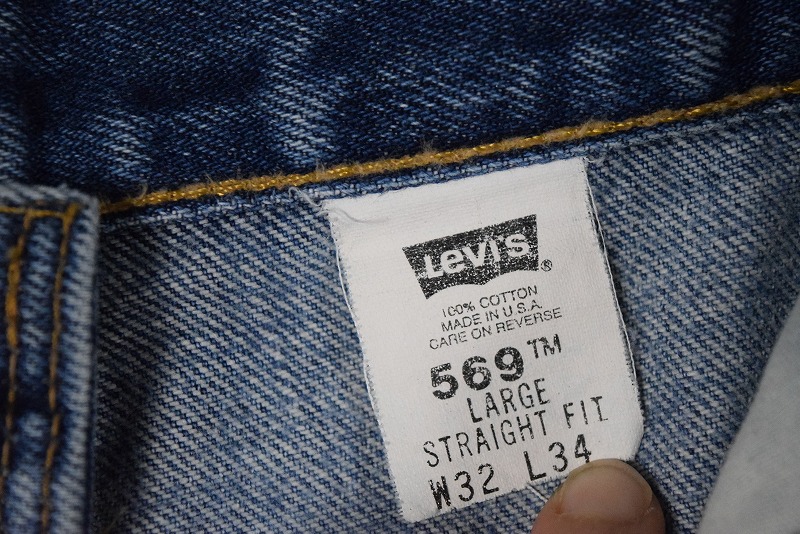 Levi's®
100% COTTON
MADE IN U.S.A.
CARE ON REVERSE
569™
LARGE
STRAIGHT FIT
W32 L34